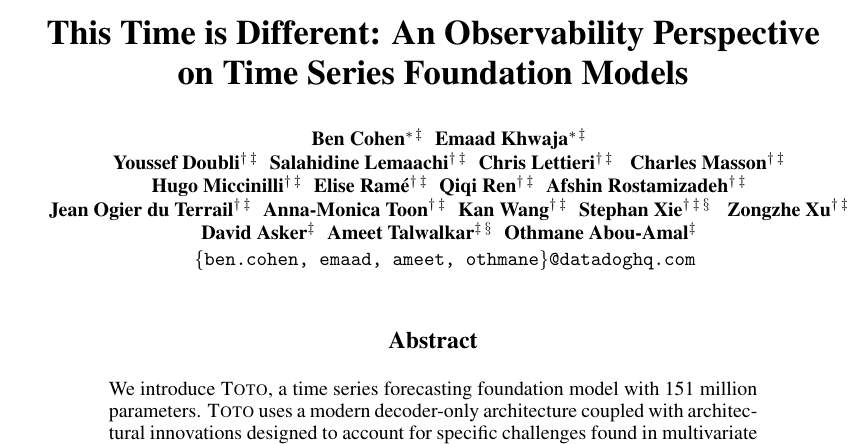 This Time is Different: An Observability Perspective
on Time Series Foundation Models
Ben Cohen∗‡ Emaad Khwaja∗‡
Youssef Doubli†‡ Salahidine Lemaachi†‡ Chris Lettieri†‡ Charles Masson†‡
Hugo Miccinilli†‡ Elise Ramé†‡ Qiqi Ren†‡ Afshin Rostamizadeh†‡
Jean Ogier du Terrail†‡ Anna-Monica Toon†‡ Kan Wang†‡ Stephan Xie†‡§ Zongzhe Xu†‡
David Asker‡ Ameet Talwalkar‡§ Othmane Abou-Amal‡
{ben.cohen, emaad, ameet, othmane}@datadoghq.com
Abstract
We introduce TOTO, a time series forecasting foundation model with 151 million
parameters. TOTO uses a modern decoder-only architecture coupled with architec-
tural innovations designed to account for specific challenges found in multivariate